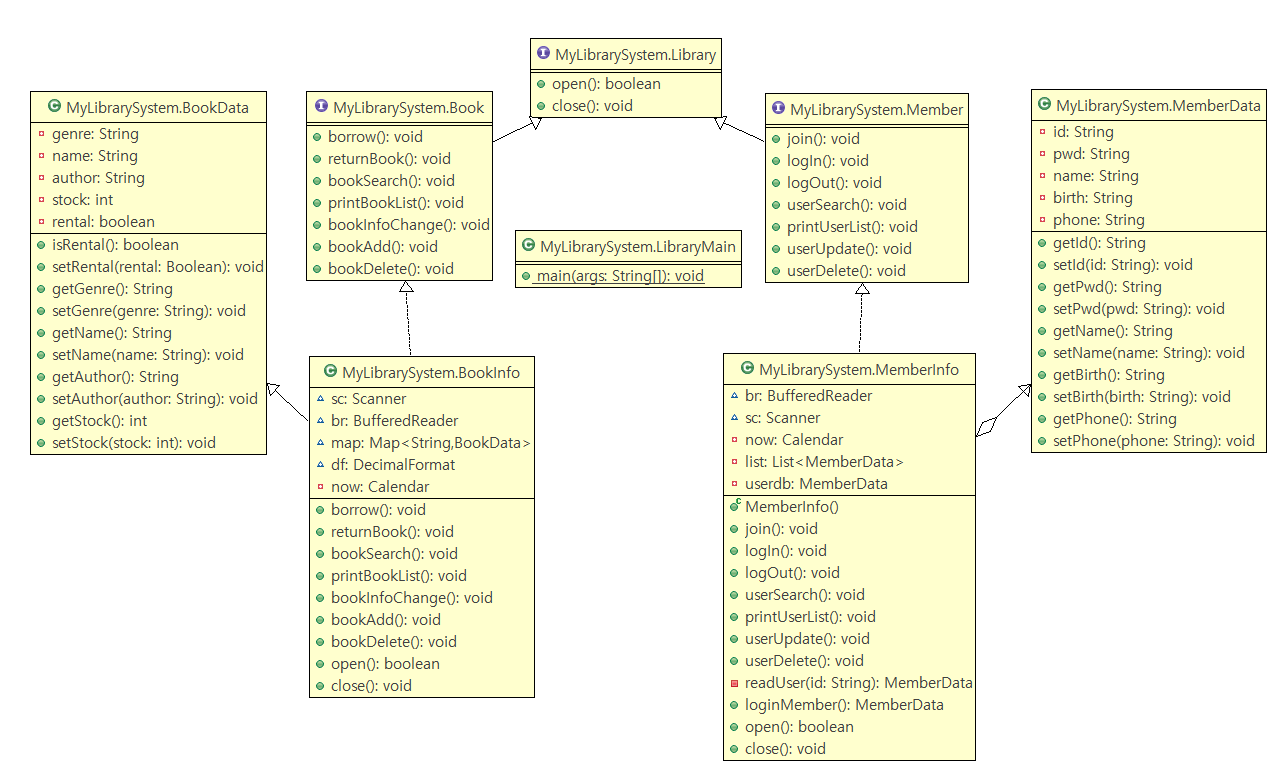 MyLibrarySystem.Library
open(): boolean
close(): void
MyLibrarySystem.BookData
genre: String
name: String
author: String
stock: int
rental: boolean
isRental(): boolean
setRental(rental: Boolean): void
getGenre(): String
setGenre(genre: String): void
getName(): String
setName(name: String): void
getAuthor(): String
setAuthor(author: String): void
getStock(): int
setStock(stock: int): void
MyLibrarySystem.Book
borrow(): void
returnBook(): void
bookSearch(): void
printBookList(): void
bookInfoChange(): void
bookAdd(): void
bookDelete(): void
MyLibrarySystem.LibraryMain
main(args: String[]): void
MyLibrarySystem.Member
join(): void
logIn(): void
logOut(): void
userSearch(): void
printUserList(): void
userUpdate(): void
userDelete(): void
MyLibrarySystem.MemberData
id: String
pwd: String
name: String
birth: String
phone: String
getId(): String
setId(id: String): void
getPwd(): String
setPwd(pwd: String): void
getName(): String
setName(name: String): void
getBirth(): String
setBirth(birth: String): void
getPhone(): String
setPhone(phone: String): void
MyLibrarySystem.BookInfo
sc: Scanner
br: BufferedReader
map: Map<String,BookData>
df: DecimalFormat
now: Calendar
borrow(): void
returnBook(): void
bookSearch(): void
printBookList(): void
bookInfoChange(): void
bookAdd(): void
bookDelete(): void
open(): boolean
close(): void
MyLibrarySystem.MemberInfo
br: BufferedReader
sc: Scanner
now: Calendar
list: List<MemberData>
userdb: MemberData
MemberInfo()
join(): void
logIn(): void
logOut(): void
userSearch(): void
printUserList(): void
userUpdate(): void
userDelete(): void
readUser(id: String): MemberData
loginMember(): MemberData
open(): boolean
close(): void